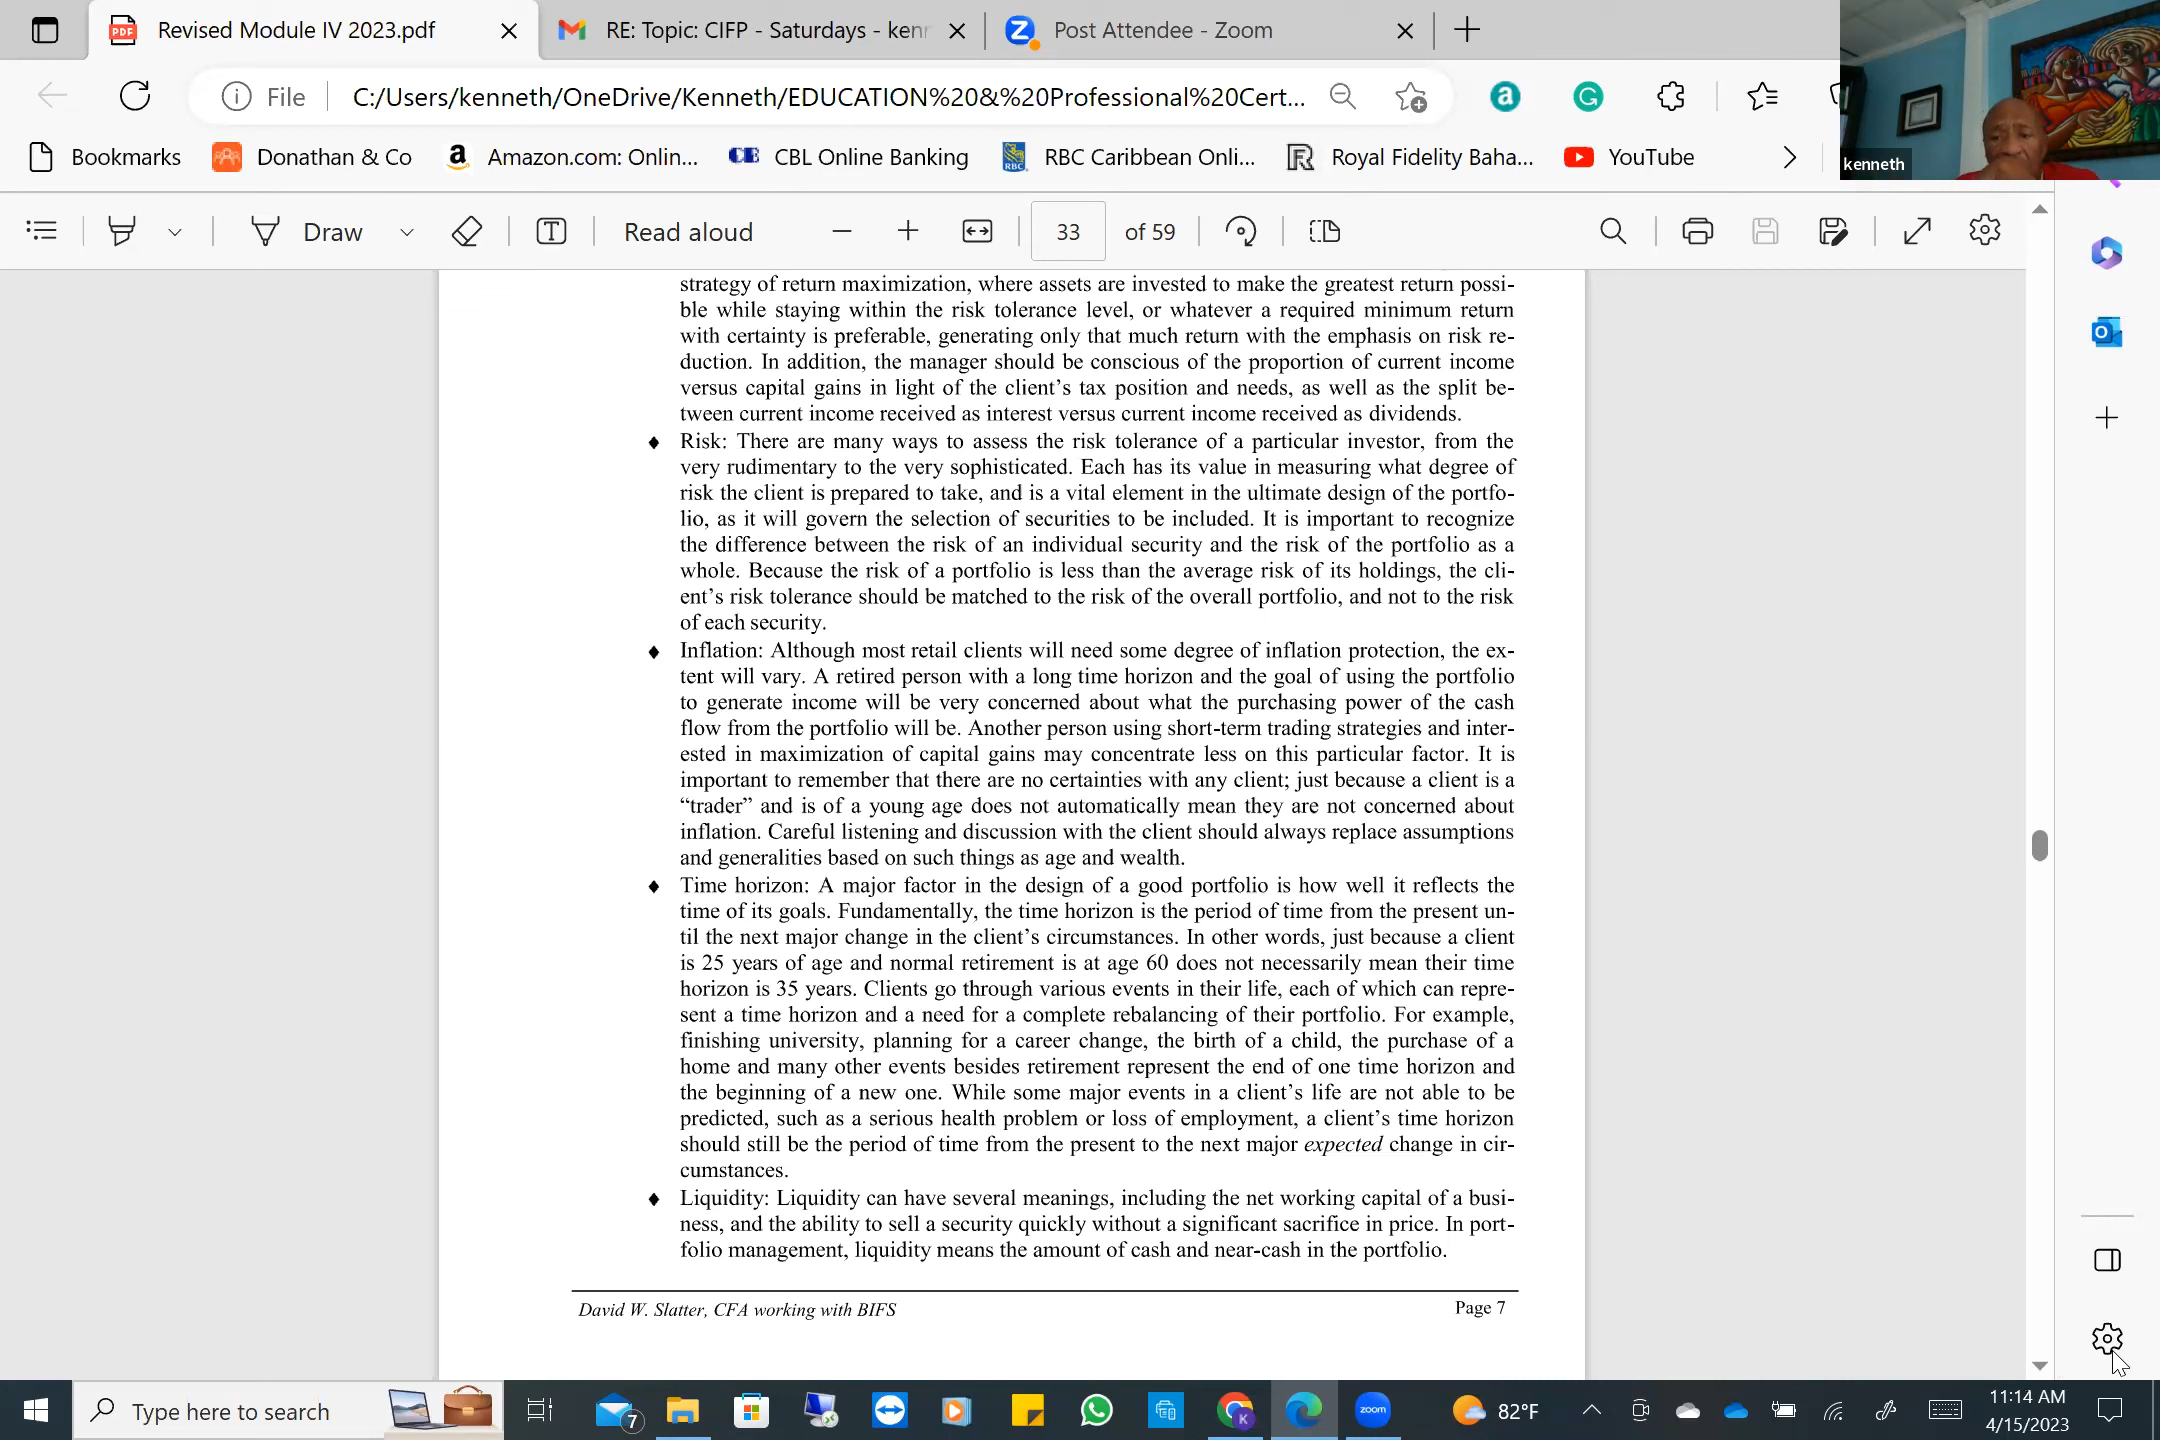 Revised Module IV 2023.pdf
RE: Topic: CIFP - Saturdays - ken
Post Attendee - Zoom
File
C:/Users/kenneth/OneDrive/Kenneth/EDUCATION%20&%20Professional%20Cert...
Bookmarks
Donathan & Co
Amazon.com: Onlin...
CBL Online Banking
RBC Caribbean Onli...
Royal Fidelity Baha...
YouTube
kenneth
Draw
Read aloud
33
of 59
strategy of return maximization, where assets are invested to make the greatest return possi-
ble while staying within the risk tolerance level, or whatever a required minimum return
with certainty is preferable, generating only that much return with the emphasis on risk re-
duction. In addition, the manager should be conscious of the proportion of current income
versus capital gains in light of the client’s tax position and needs, as well as the split be-
tween current income received as interest versus current income received as dividends.
♦ Risk: There are many ways to assess the risk tolerance of a particular investor, from the
very rudimentary to the very sophisticated. Each has its value in measuring what degree of
risk the client is prepared to take, and is a vital element in the ultimate design of the portfo-
lio, as it will govern the selection of securities to be included. It is important to recognize
the difference between the risk of an individual security and the risk of the portfolio as a
whole. Because the risk of a portfolio is less than the average risk of its holdings, the cli-
ent’s risk tolerance should be matched to the risk of the overall portfolio, and not to the risk
of each security.
♦ Inflation: Although most retail clients will need some degree of inflation protection, the ex-
tent will vary. A retired person with a long time horizon and the goal of using the portfolio
to generate income will be very concerned about what the purchasing power of the cash
flow from the portfolio will be. Another person using short-term trading strategies and inter-
ested in maximization of capital gains may concentrate less on this particular factor. It is
important to remember that there are no certainties with any client; just because a client is a
“trader” and is of a young age does not automatically mean they are not concerned about
inflation. Careful listening and discussion with the client should always replace assumptions
and generalities based on such things as age and wealth.
♦ Time horizon: A major factor in the design of a good portfolio is how well it reflects the
time of its goals. Fundamentally, the time horizon is the period of time from the present un-
til the next major change in the client’s circumstances. In other words, just because a client
is 25 years of age and normal retirement is at age 60 does not necessarily mean their time
horizon is 35 years. Clients go through various events in their life, each of which can repre-
sent a time horizon and a need for a complete rebalancing of their portfolio. For example,
finishing university, planning for a career change, the birth of a child, the purchase of a
home and many other events besides retirement represent the end of one time horizon and
the beginning of a new one. While some major events in a client’s life are not able to be
predicted, such as a serious health problem or loss of employment, a client’s time horizon
should still be the period of time from the present to the next major expected change in cir-
cumstances.
♦ Liquidity: Liquidity can have several meanings, including the net working capital of a busi-
ness, and the ability to sell a security quickly without a significant sacrifice in price. In port-
folio management, liquidity means the amount of cash and near-cash in the portfolio.
David W. Slatter, CFA working with BIFS
Page 7
Type here to search
7
zoom
82°F
11:14 AM
4/15/2023